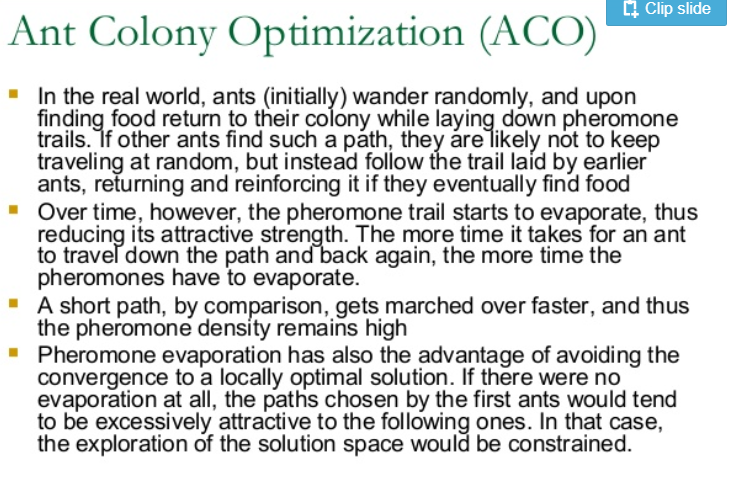 Clip slide
Ant Colony Optimization (ACO)
In the real world, ants (initially) wander randomly, and upon
finding food return to their colony while laying down pheromone
trails. If other ants find such a path, they are likely not to keep
traveling at random, but instead follow the trail laid by earlier
ants, returning and reinforcing it if they eventually find food
Over time, however, the pheromone trail starts to evaporate, thus
reducing its attractive strength. The more time it takes for an ant
to travel down the path and back again, the more time the
pheromones have to evaporate.
A short path, by comparison, gets marched over faster, and thus
the pheromone density remains high
Pheromone evaporation has also the advantage of avoiding the
convergence to a locally optimal solution. If there were no
evaporation at all, the paths chosen by the first ants would tend
to be excessively attractive to the following ones. In that case,
the exploration of the solution space would be constrained.